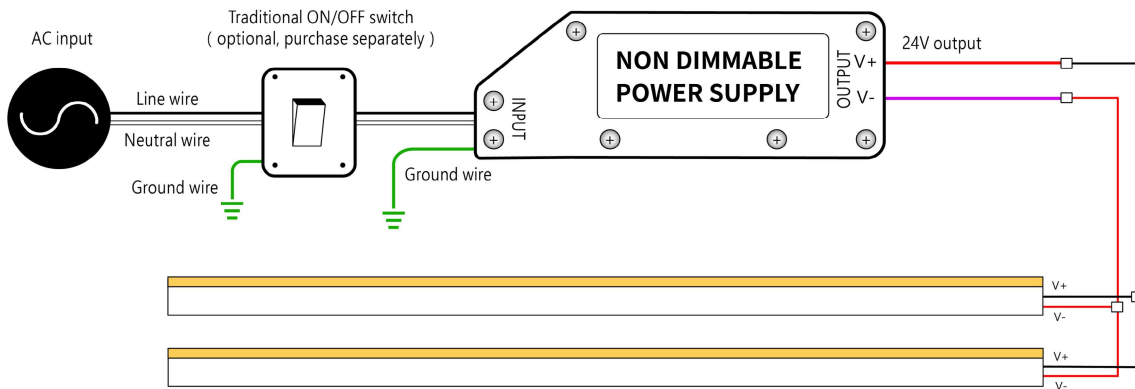 Traditional ON/OFF switch
( optional, purchase separately )
AC input
Line wire
Neutral wire
Ground wire
Ground wire
INPUT
NON DIMMABLE
POWER SUPPLY
OUTPUT
V+
V-
24V output
V+
V-
V+
V-